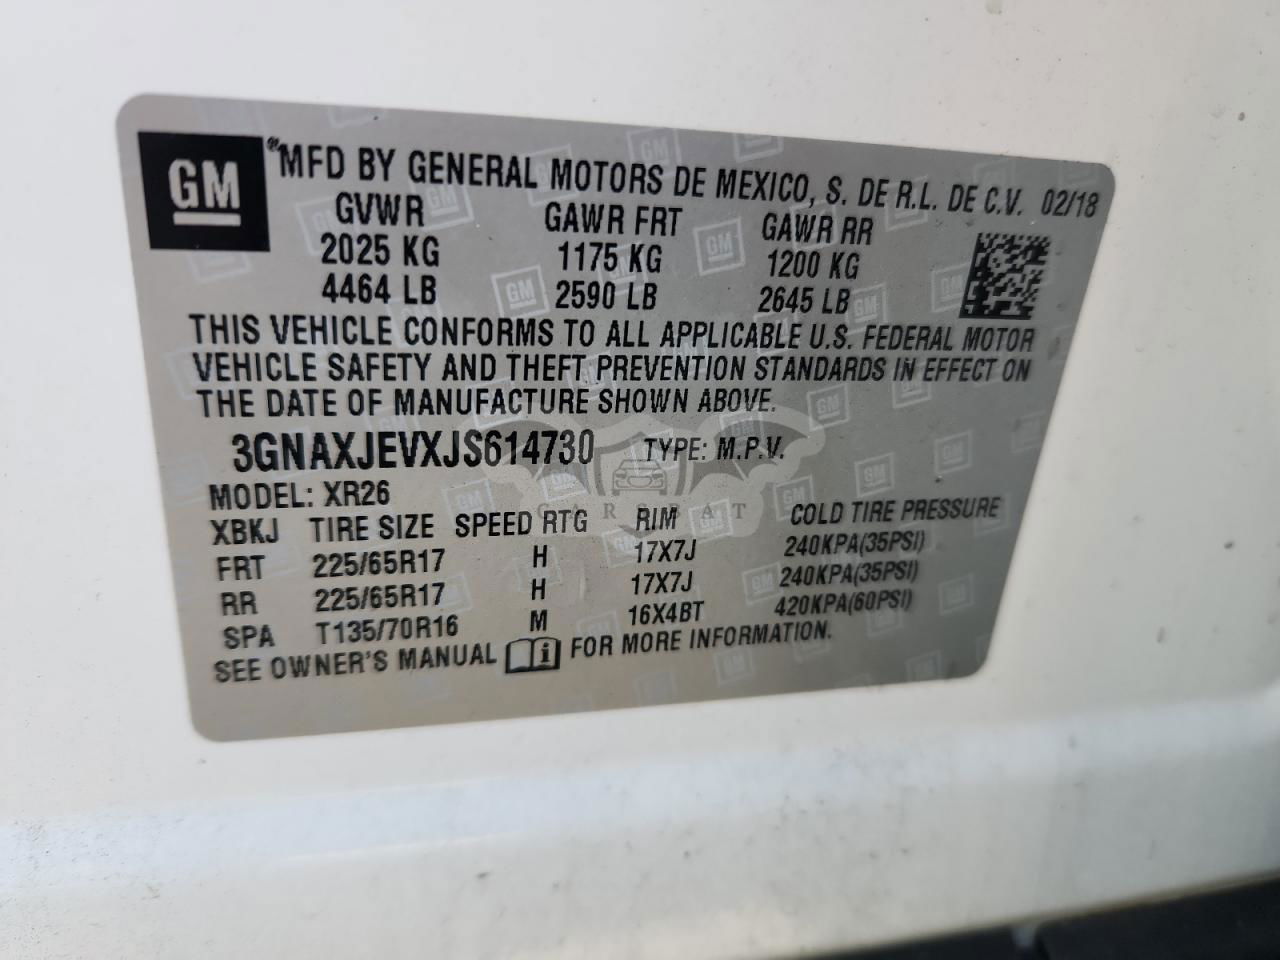 GM
®MFD BY GENERAL MOTORS DE MEXICO, S. DE R.L. DE C.V. 02/18
GVWR GAWR FRT GAWR RR
2025 KG 1175 KG 1200 KG
4464 LB 2590 LB 2645 LB
THIS VEHICLE CONFORMS TO ALL APPLICABLE U.S. FEDERAL MOTOR
VEHICLE SAFETY AND THEFT PREVENTION STANDARDS IN EFFECT ON
THE DATE OF MANUFACTURE SHOWN ABOVE.
3GNAXJEVXJS614730 TYPE: M.P.V.
MODEL: XR26
CARSBAT
XBKJ TIRE SIZE SPEED RTG RIM COLD TIRE PRESSURE
FRT 225/65R17 H 17X7J 240KPA(35PSI)
RR 225/65R17 H 17X7J 240KPA(35PSI)
SPA T135/70R16 M 16X4BT 420KPA(60PSI)
SEE OWNER'S MANUAL i FOR MORE INFORMATION.